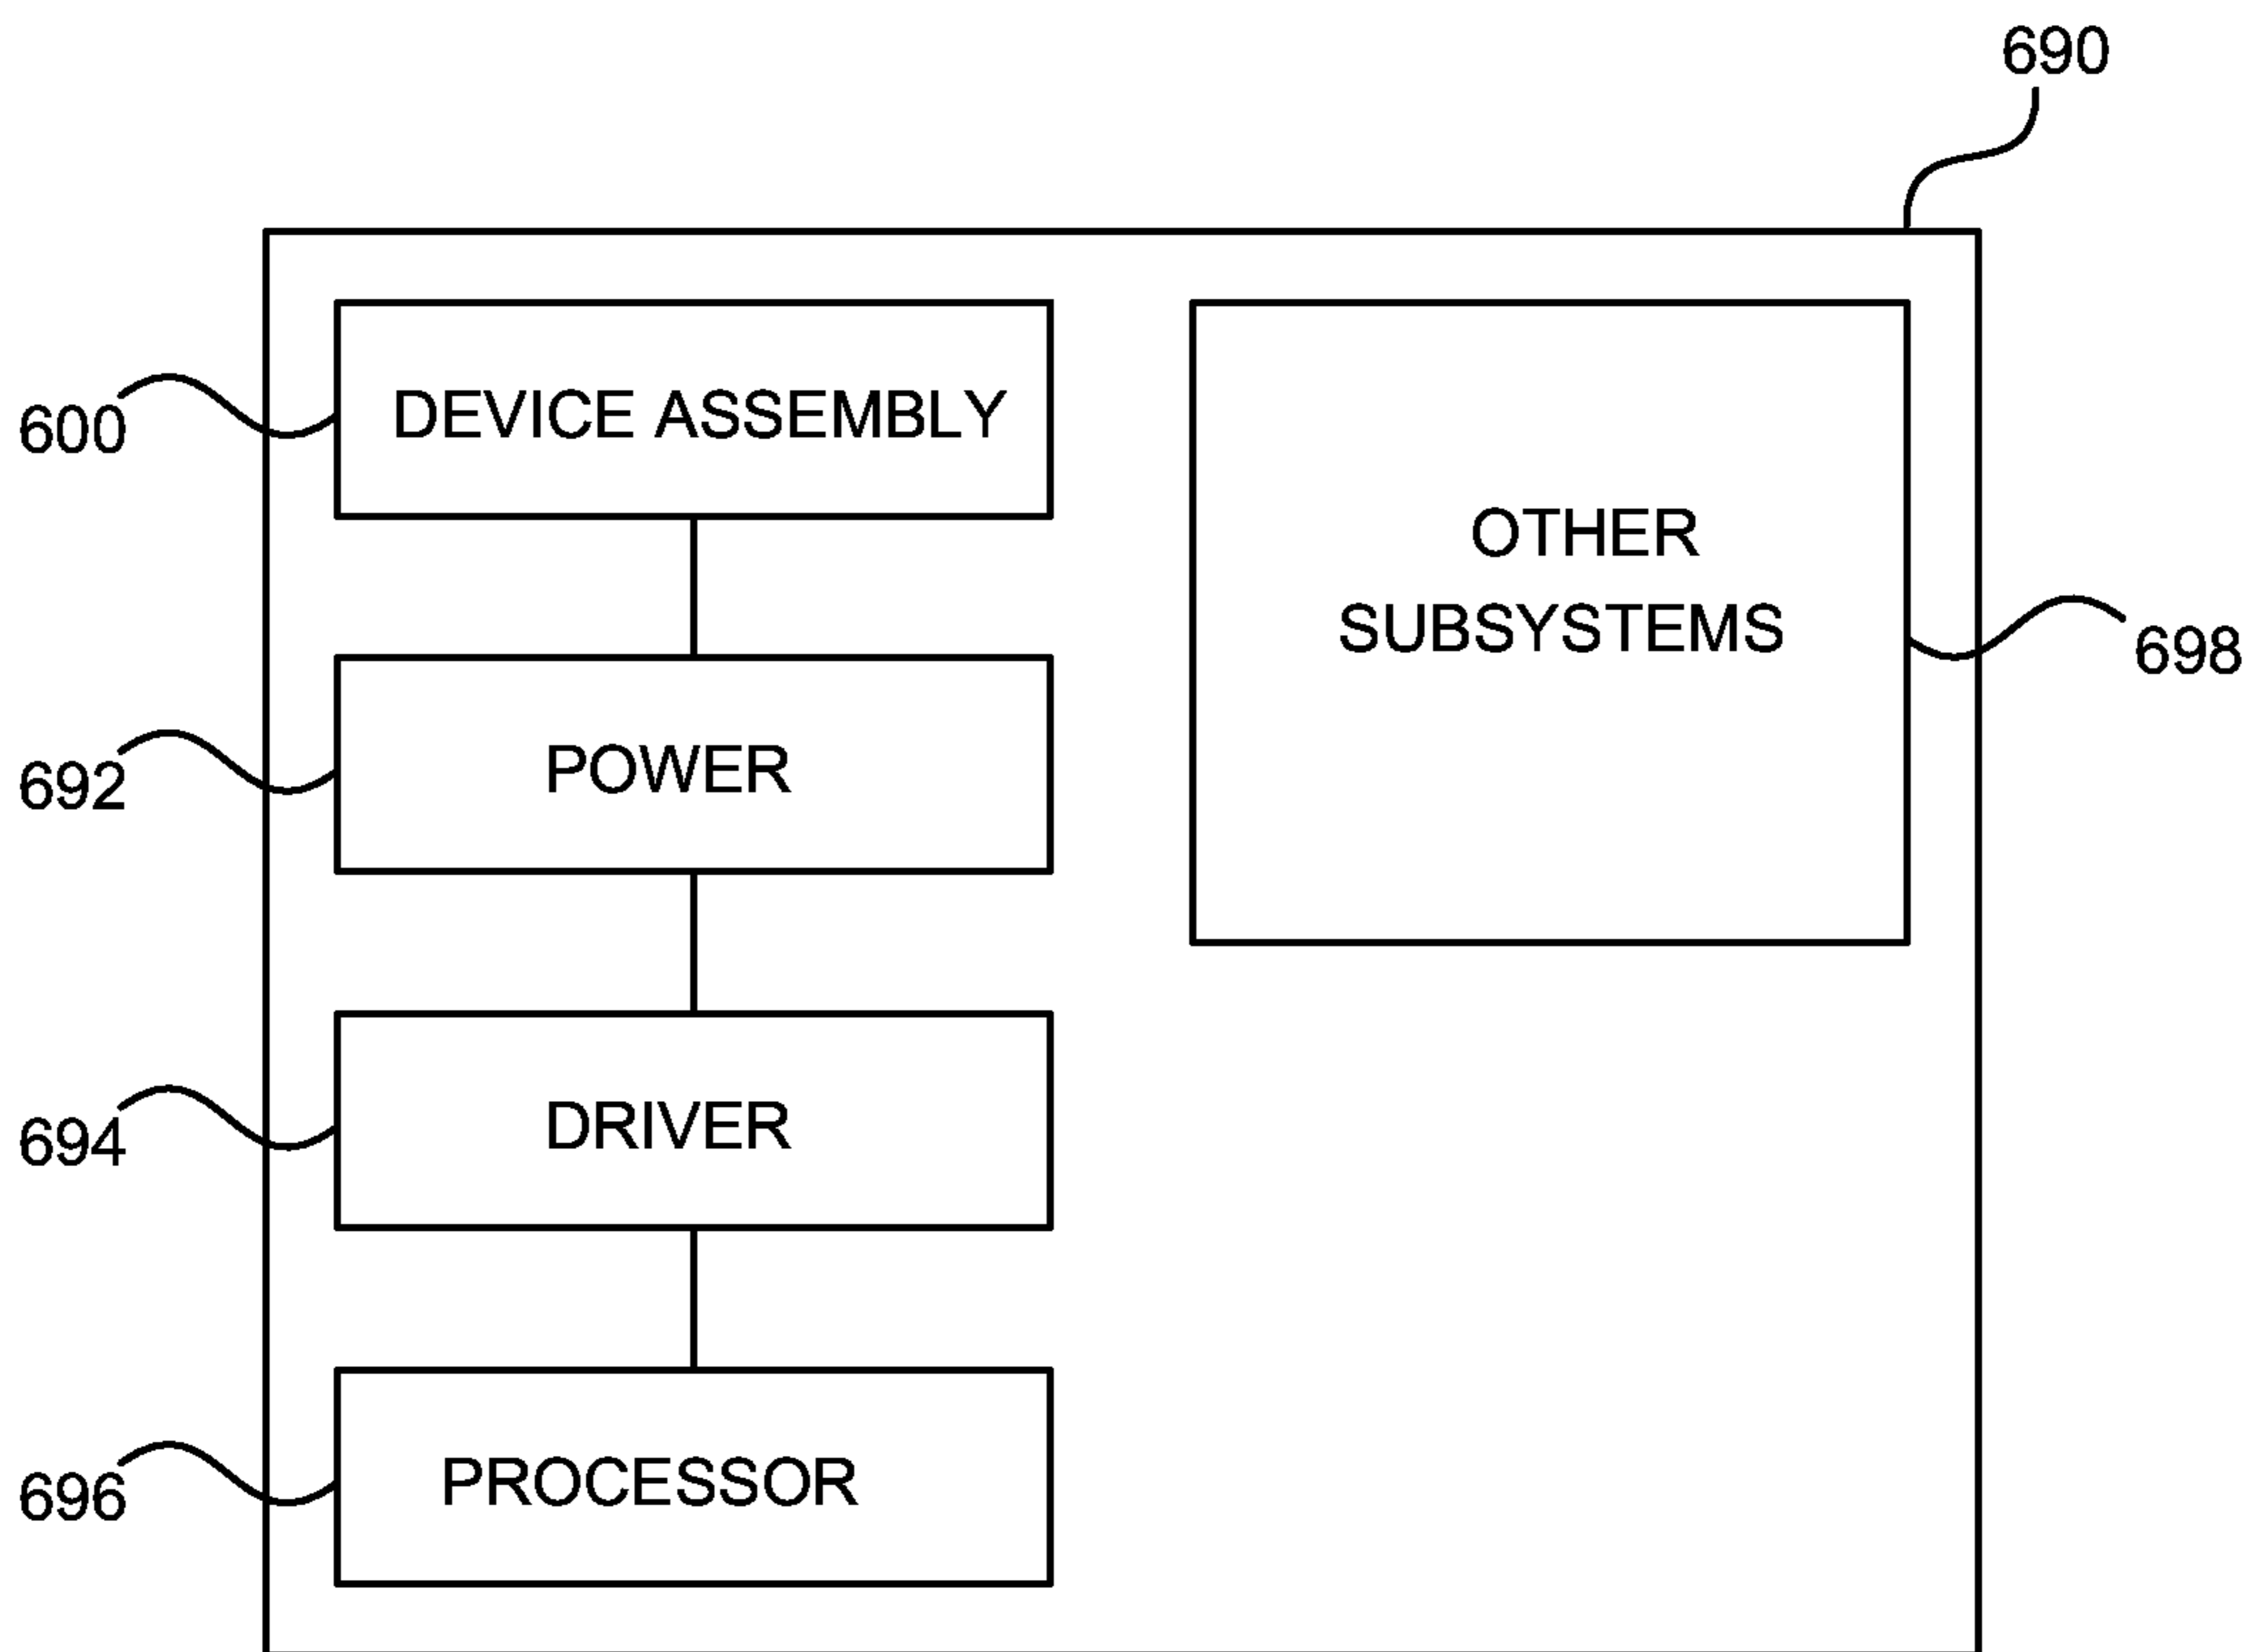 690
600
DEVICE ASSEMBLY
OTHER
SUBSYSTEMS
698
692
POWER
694
DRIVER
696
PROCESSOR